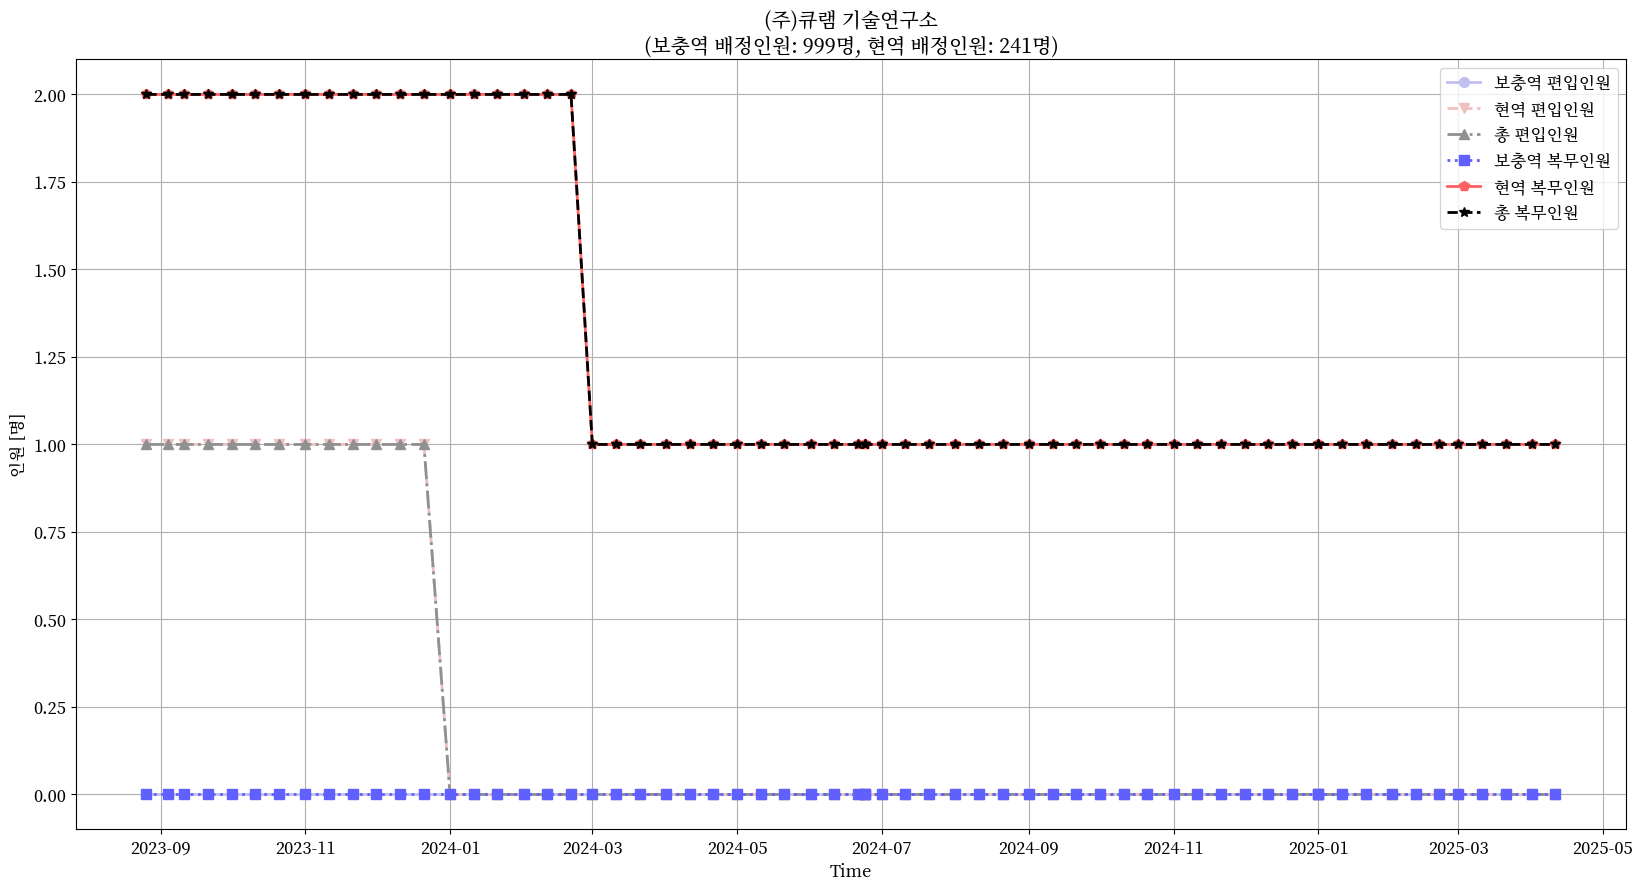 (주)큐램 기술연구소
(보충역 배정인원: 999명, 현역 배정인원: 241명)
보충역 편입인원
현역 편입인원
총 편입인원
보충역 복무인원
현역 복무인원
총 복무인원
2.00
1.75
1.50
1.25
1.00
0.75
0.50
0.25
0.00
인원 [명]
2023-09
2023-11
2024-01
2024-03
2024-05
2024-07
2024-09
2024-11
2025-01
2025-03
2025-05
Time